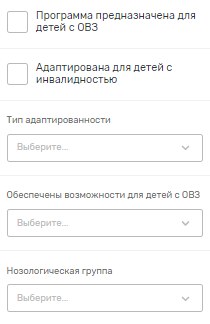 Программа предназначена для
детей с ОВЗ
Адаптирована для детей с
инвалидностью
Тип адаптированности
Выберите...
Обеспечены возможности для детей с ОВЗ
Выберите...
Нозологическая группа
Выберите...